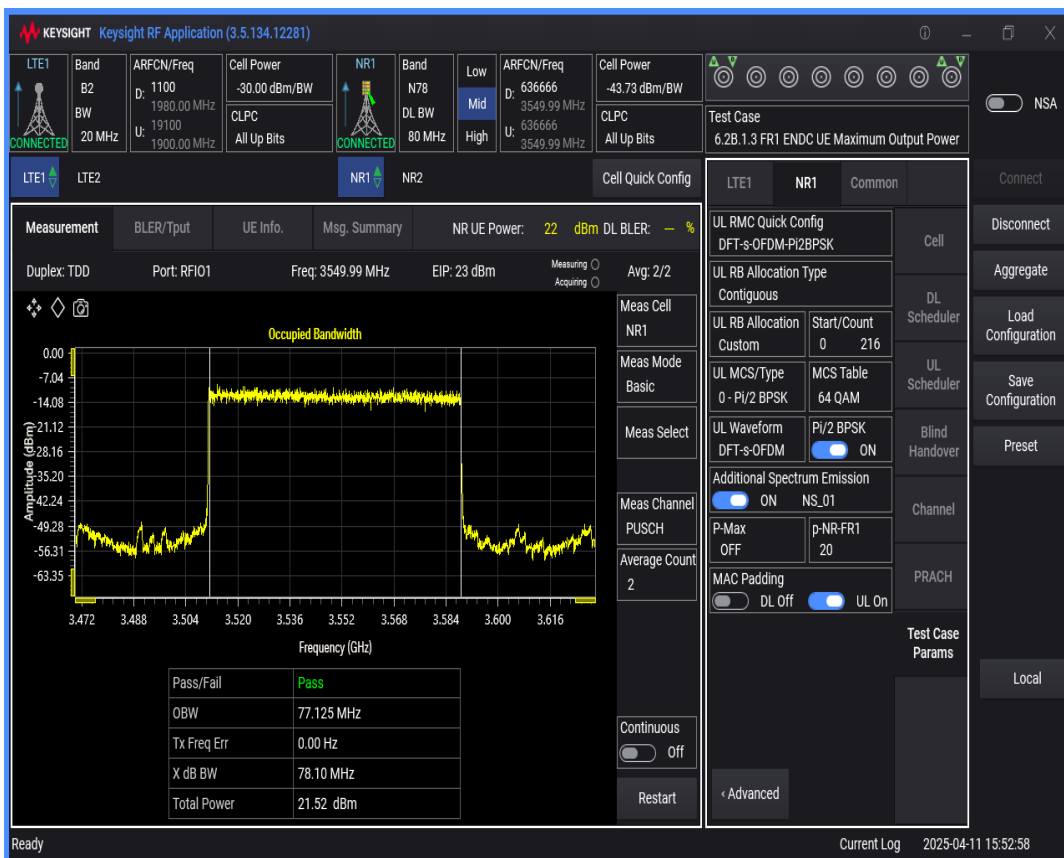 KEYSIGHT Keysight RF Application (3.5.134.12281)
LTE1
CONNECTED
Band
B2
BW
20 MHz
ARFCN/Freq
D: 1100
1980.00 MHz
U: 19100
1900.00 MHz
Cell Power
-30.00 dBm/BW
CLPC
All Up Bits
NR1
CONNECTED
Band
N78
DL BW
80 MHz
Low
Mid
High
ARFCN/Freq
D: 636666
3549.99 MHz
U: 636666
3549.99 MHz
Cell Power
-43.73 dBm/BW
CLPC
All Up Bits
Test Case
6.2B.1.3 FR1 ENDC UE Maximum Output Power
NSA
LTE1 LTE2 NR1 NR2 Cell Quick Config
Measurement BLER/Tput UE Info. Msg. Summary NR UE Power: 22 dBm DL BLER: — %
Duplex: TDD Port: RFIO1 Freq: 3549.99 MHz EIP: 23 dBm Measuring Acquiring Avg: 2/2
Occupied Bandwidth
0.00
-7.04
-14.08
-21.12
-28.16
-35.20
-42.24
-49.28
-56.31
-63.35
Amplitude (dBm)
3.472 3.488 3.504 3.520 3.536 3.552 3.568 3.584 3.600 3.616
Frequency (GHz)
Pass/Fail Pass
OBW 77.125 MHz
Tx Freq Err 0.00 Hz
X dB BW 78.10 MHz
Total Power 21.52 dBm
Meas Cell
NR1
Meas Mode
Basic
Meas Select
Meas Channel
PUSCH
Average Count
2
Continuous
Off
Restart
LTE1 NR1 Common
UL RMC Quick Config
DFT-s-OFDM-Pi2BPSK
UL RB Allocation Type
Contiguous
UL RB Allocation
Custom
Start/Count
0 216
UL MCS/Type
0 - Pi/2 BPSK
MCS Table
64 QAM
UL Waveform
DFT-s-OFDM
Pi/2 BPSK
ON
Additional Spectrum Emission
ON NS_01
P-Max
OFF
p-NR-FR1
20
MAC Padding
DL Off UL On
‹ Advanced
Cell
DL
Scheduler
UL
Scheduler
Blind
Handover
Channel
PRACH
Test Case
Params
Connect
Disconnect
Aggregate
Load
Configuration
Save
Configuration
Preset
Local
Ready Current Log 2025-04-11 15:52:58